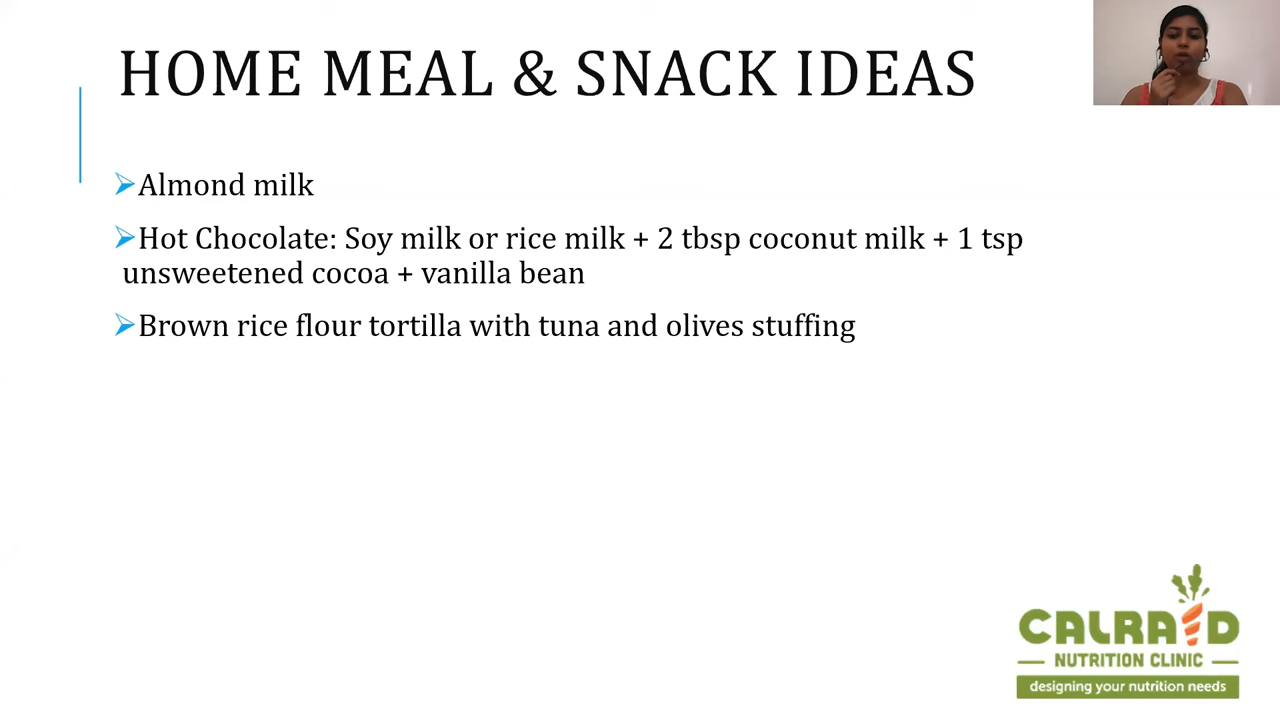 HOME MEAL & SNACK IDEAS
Almond milk
Hot Chocolate: Soy milk or rice milk + 2 tbsp coconut milk + 1 tsp
unsweetened cocoa + vanilla bean
Brown rice flour tortilla with tuna and olives stuffing
CALRAID
NUTRITION CLINIC
designing your nutrition needs